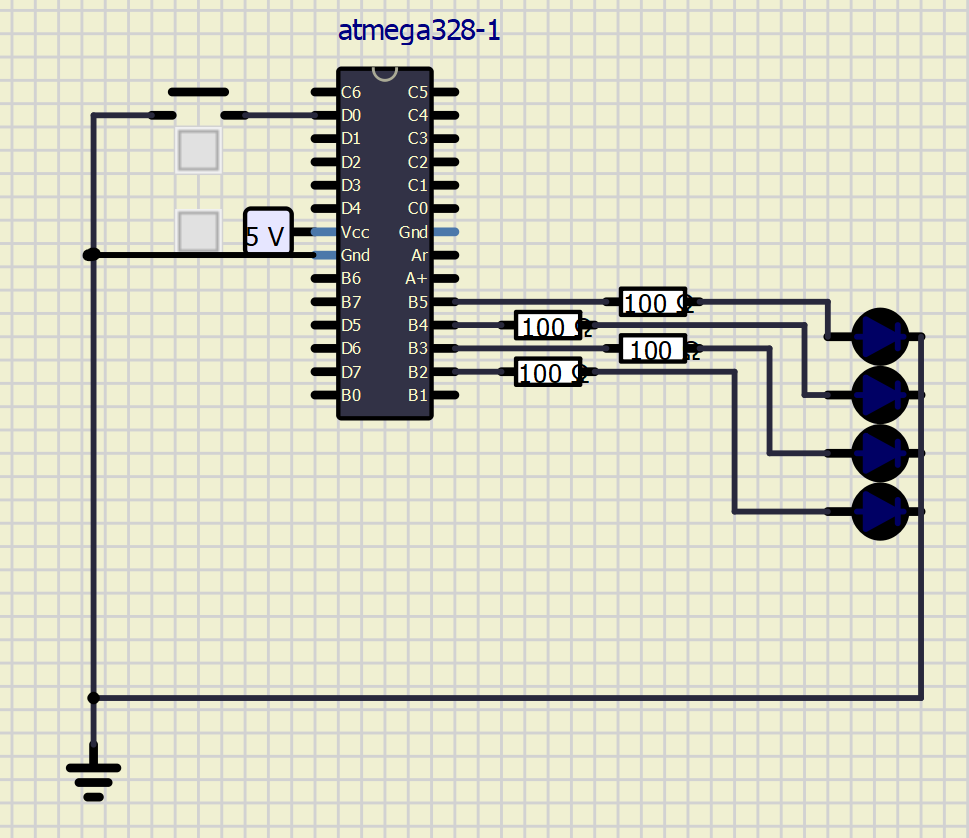 atmega328-1
C6 C5
D0 C4
D1 C3
D2 C2
D3 C1
D4 C0
5 V Vcc Gnd
Gnd Ar
B6 A+
B7 B5 100 Ω
D5 B4 100 Ω
D6 B3 100 Ω
D7 B2 100 Ω
B0 B1